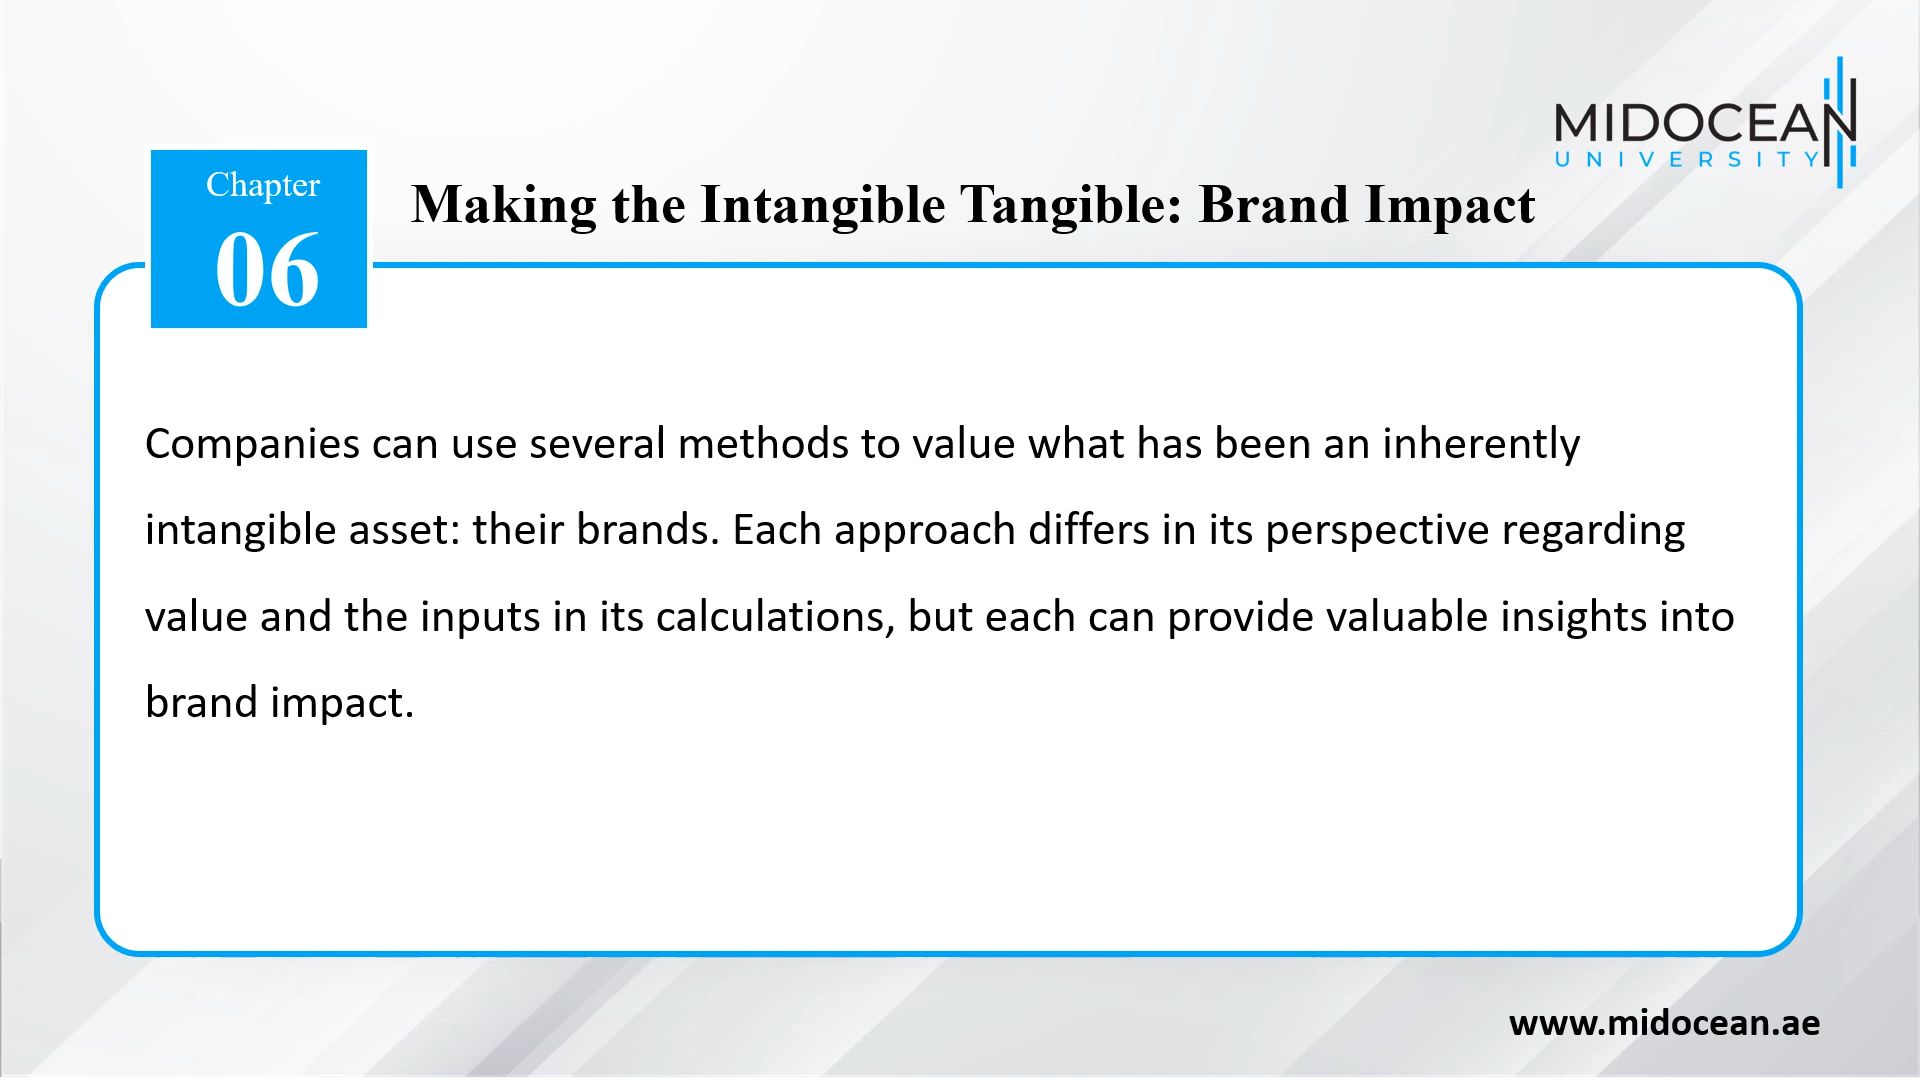 MIDOCEAN
UNIVERSITY
Chapter
06
Making the Intangible Tangible: Brand Impact
Companies can use several methods to value what has been an inherently
intangible asset: their brands. Each approach differs in its perspective regarding
value and the inputs in its calculations, but each can provide valuable insights into
brand impact.
www.midocean.ae